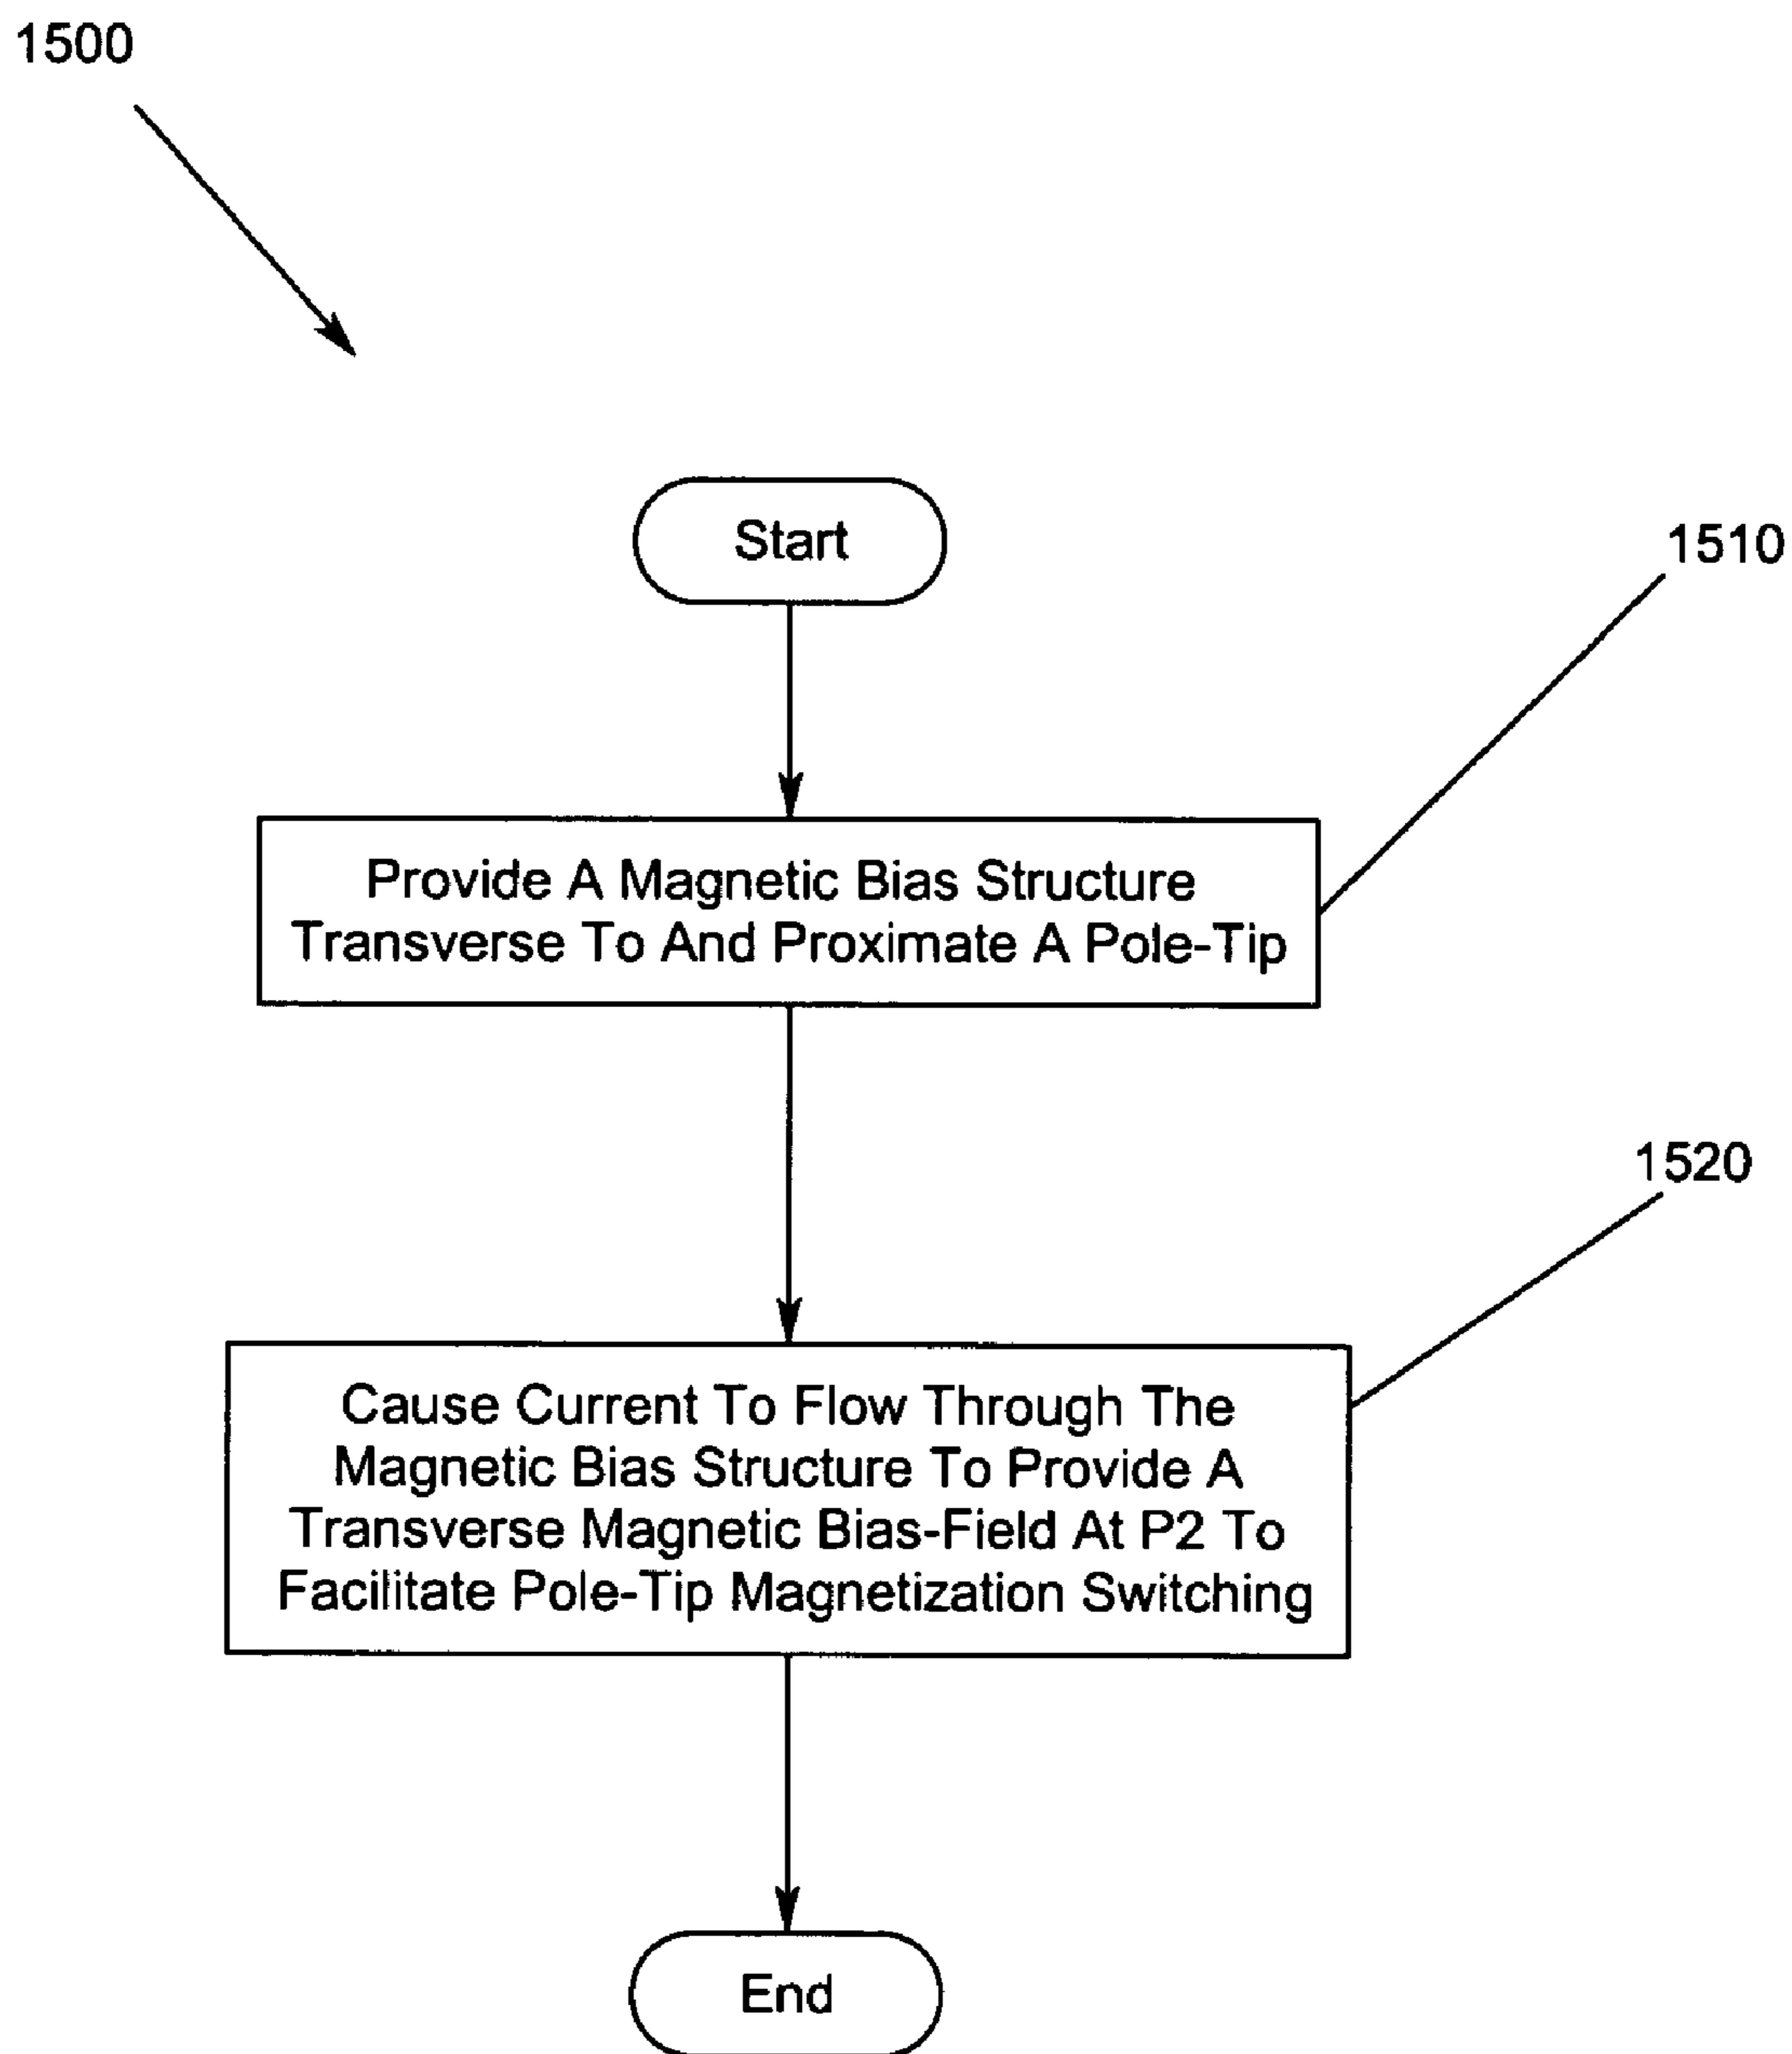 1500
Start
1510
Provide A Magnetic Bias Structure
Transverse To And Proximate A Pole-Tip
1520
Cause Current To Flow Through The
Magnetic Bias Structure To Provide A
Transverse Magnetic Bias-Field At P2 To
Facilitate Pole-Tip Magnetization Switching
End